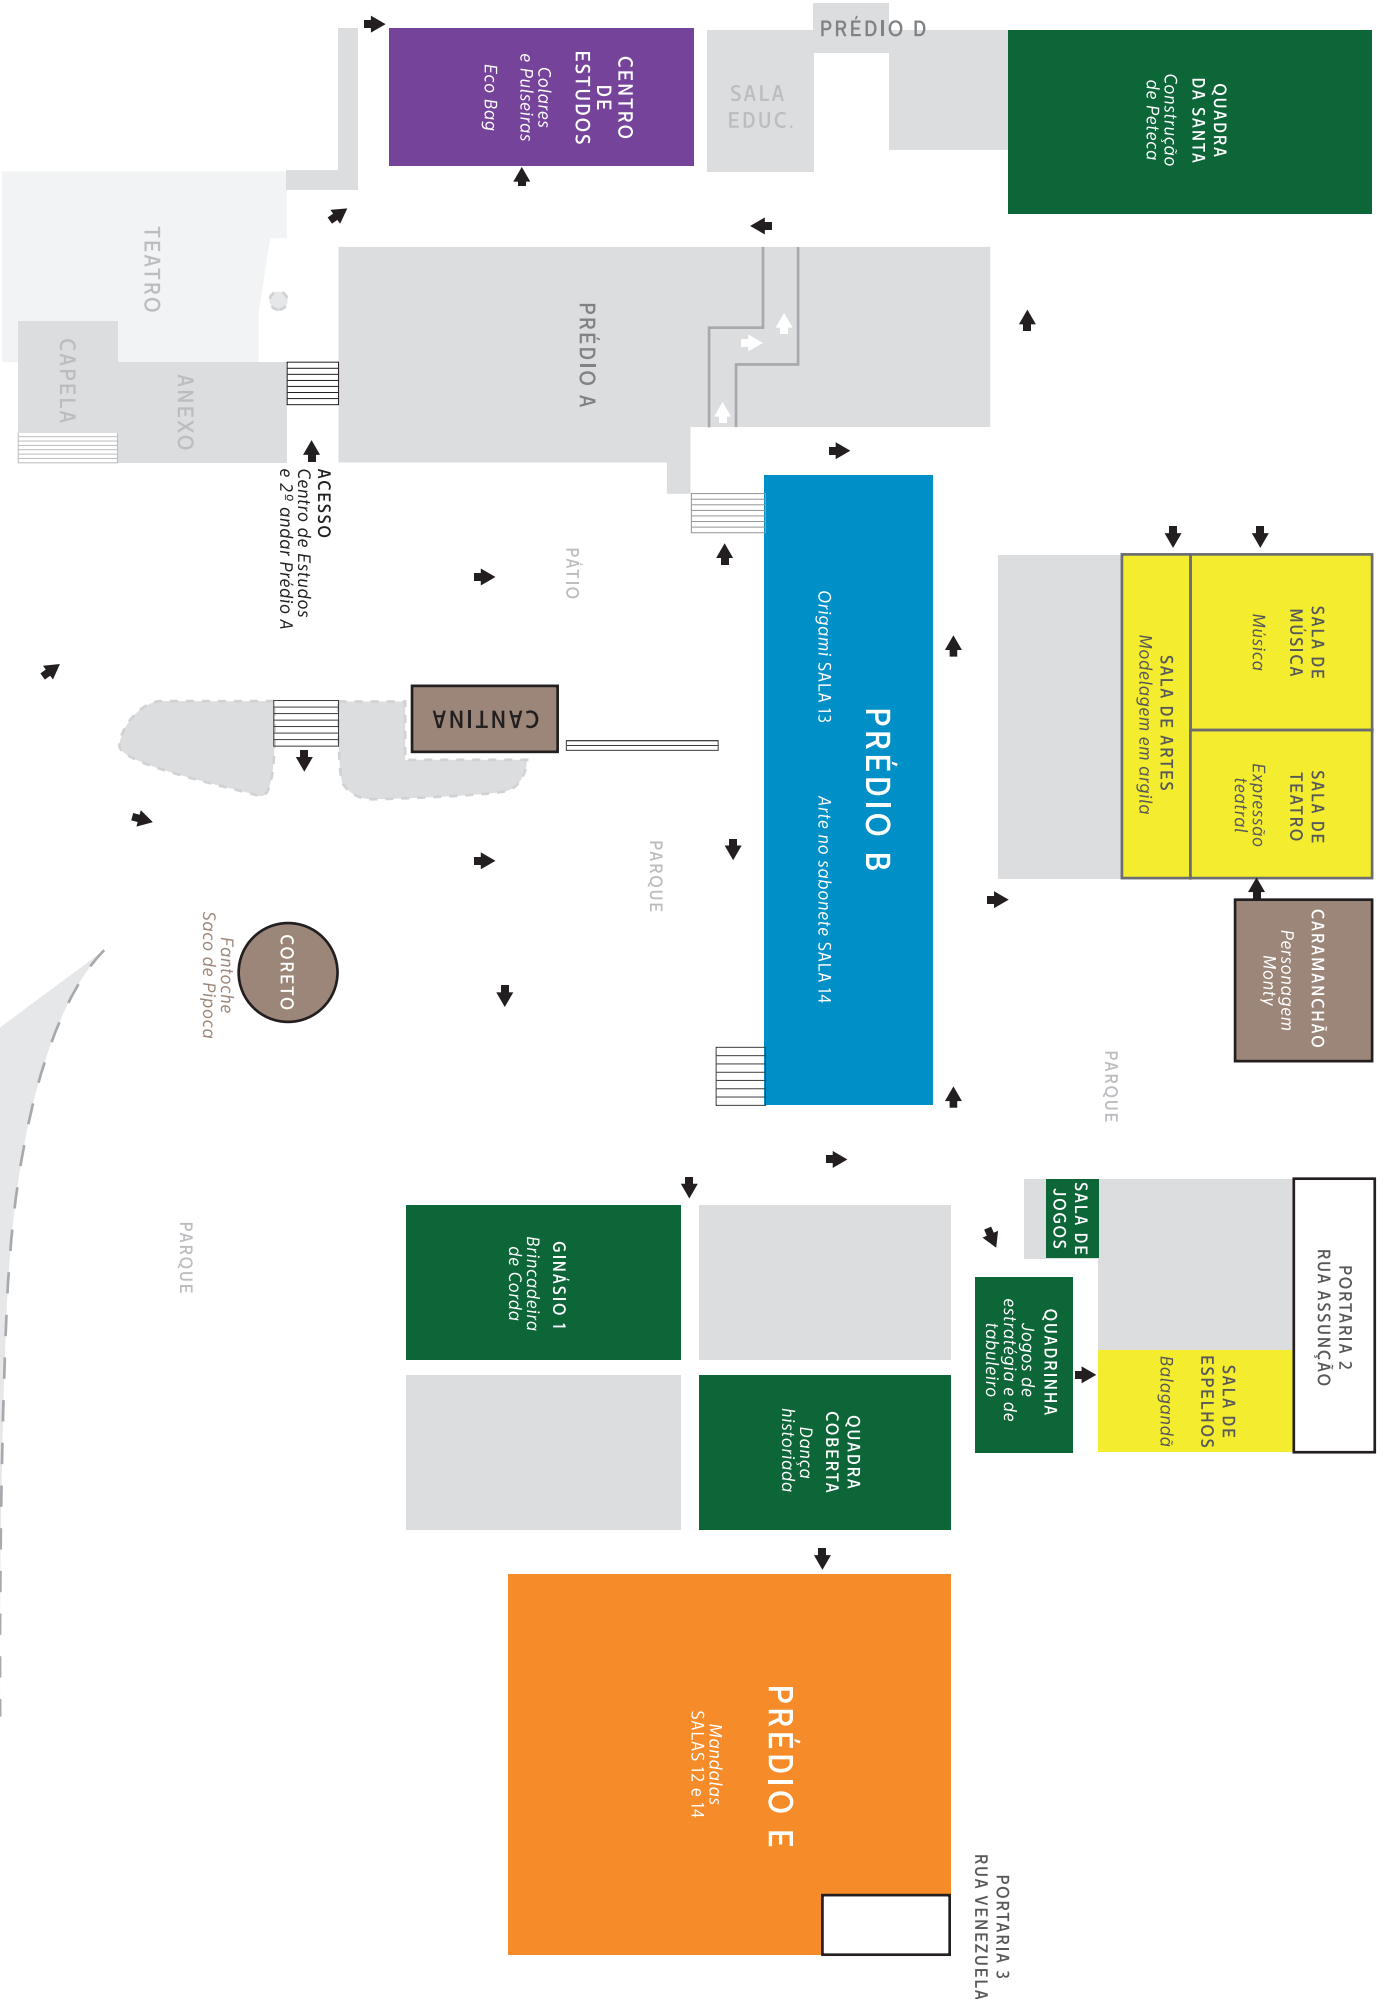 PRÉDIO D
SALA
EDUC.
CENTRO
DE
ESTUDOS
Colares
e Pulseiras
Eco Bag
QUADRA
DA SANTA
Construção
de Peteca
TEATRO
CAPELA
ANEXO
PRÉDIO A
ACESSO
Centro de Estudos
e 2º andar Prédio A
PÁTIO
CANTINA
PRÉDIO B
Origami SALA 13
Arte no sabonete SALA 14
SALA DE
MÚSICA
Música
SALA DE ARTES
Modelagem em argila
SALA DE
TEATRO
Expressão
teatral
CARAMANCHÃO
Personagem
Monty
PARQUE
CORETO
Fantoche
Saco de Pipoca
PARQUE
PARQUE
GINÁSIO 1
Brincadeira
de Corda
SALA DE
JOGOS
QUADRINHA
Jogos de
estratégia e de
tabuleiro
PORTARIA 2
RUA ASSUNÇÃO
SALA DE
ESPELHOS
Balagandã
QUADRA
COBERTA
Dança
historiada
PRÉDIO E
Mandalas
SALAS 12 e 14
PORTARIA 3
RUA VENEZUELA